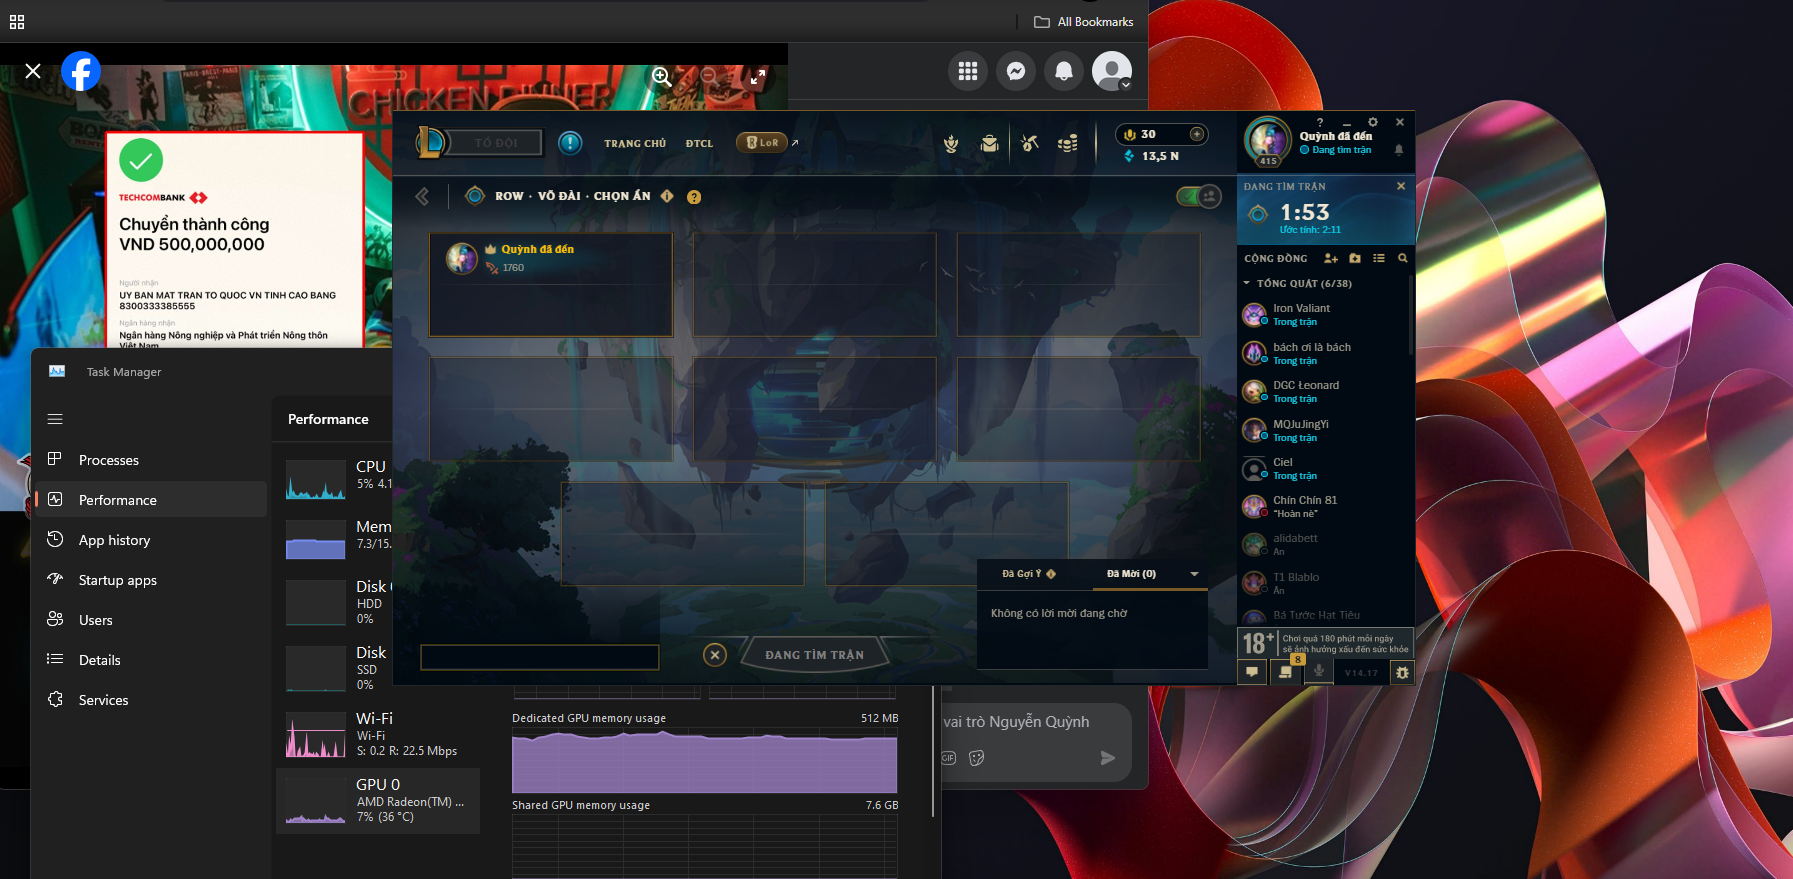 All Bookmarks
CHICKEN DINNER
TECHCOMBANK
Chuyển thành công
VND 500,000,000
Người nhận
UY BAN MAT TRAN TO QUOC VN TINH CAO BANG
8300333385555
Ngân hàng nhận
Ngân hàng Nông nghiệp và Phát triển Nông thôn
Việt Nam
TỔ ĐỘI
TRANG CHỦ
ĐTCL
LoR
30
13,5 N
415
Quỳnh đã đến
Đang tìm trận
ROW · VÕ ĐÀI · CHỌN ẨN
Quỳnh đã đến
1760
ĐANG TÌM TRẬN
1:53
Ước tính: 2:11
CỘNG ĐỒNG
TỔNG QUÁT (6/38)
Iron Valiant
Trong trận
bách ơi là bách
Trong trận
DGC Łeonard
Trong trận
MQJuJingYi
Trong trận
Ciel
Trong trận
Chín Chín 81
"Hoàn nè"
alidabett
Ẩn
T1 Blablo
Ẩn
Bá Tước Hạt Tiêu
Đã Gợi Ý
Đã Mời (0)
Không có lời mời đang chờ
ĐANG TÌM TRẬN
18+
Chơi quá 180 phút mỗi ngày
sẽ ảnh hưởng xấu đến sức khỏe
8
V14.17
Task Manager
Performance
Processes
Performance
App history
Startup apps
Users
Details
Services
CPU
5% 4.1
Mem
7.3/15.
Disk
HDD
0%
Disk
SSD
0%
Wi-Fi
Wi-Fi
S: 0.2 R: 22.5 Mbps
GPU 0
AMD Radeon(TM) ...
7% (36 °C)
Dedicated GPU memory usage
512 MB
Shared GPU memory usage
7.6 GB
vai trò Nguyễn Quỳnh
GIF